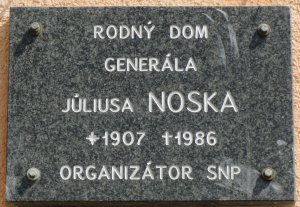 RODNÝ DOM
GENERÁLA
JÚLIUSA NOSKA
*1907 †1986
ORGANIZÁTOR SNP